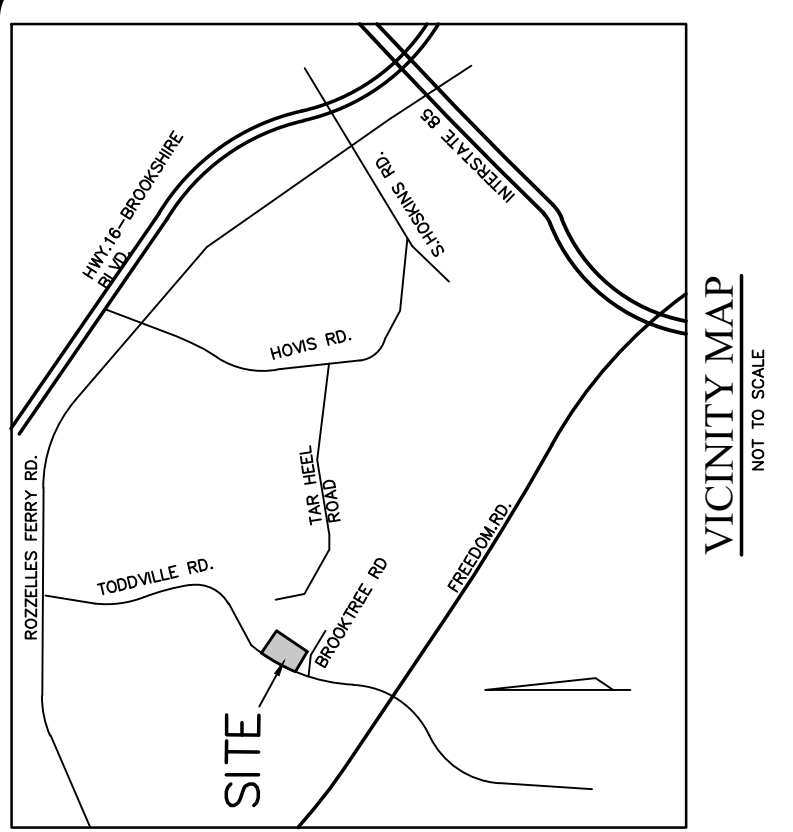 HWY.16-BROOKSHIRE
BLVD.
INTERSTATE 85
S.HOSKINS RD.
HOVIS RD.
ROZZELLES FERRY RD.
TAR HEEL
ROAD
TODDVILLE RD.
BROOKTREE RD
FREEDOM.RD.
SITE
VICINITY MAP
NOT TO SCALE